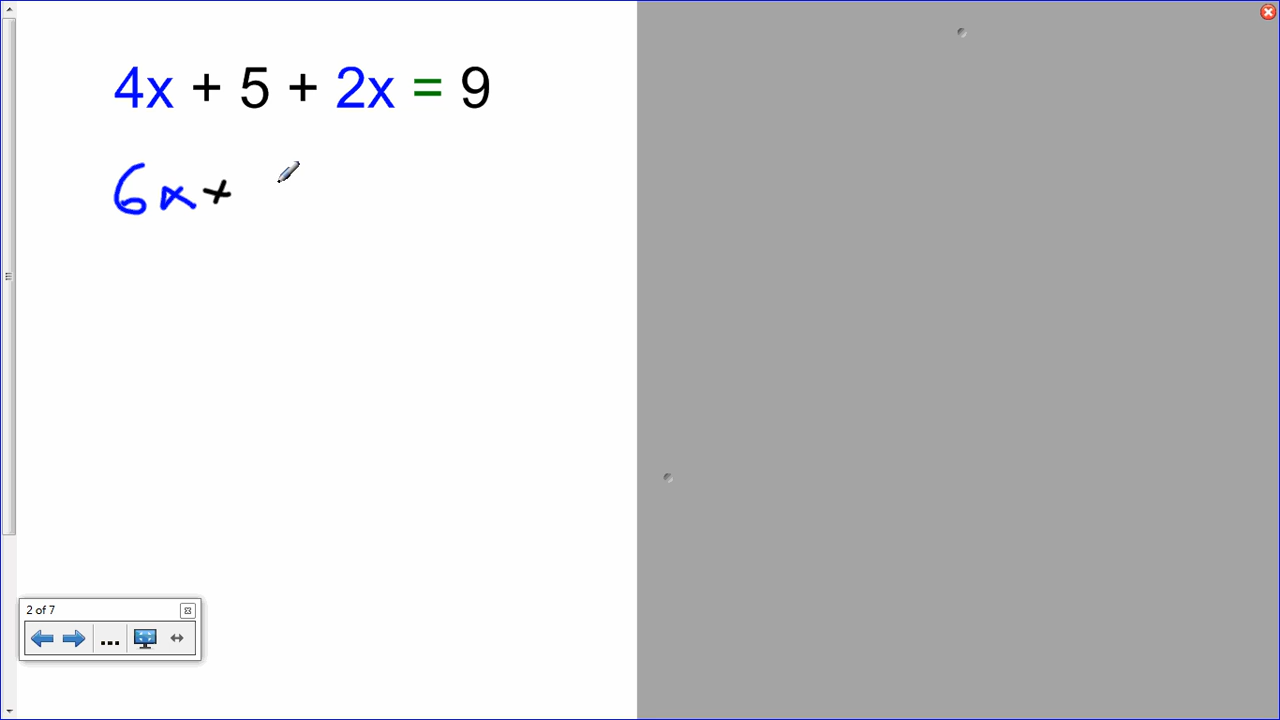 4x + 5 + 2x = 9
6x +
2 of 7
...